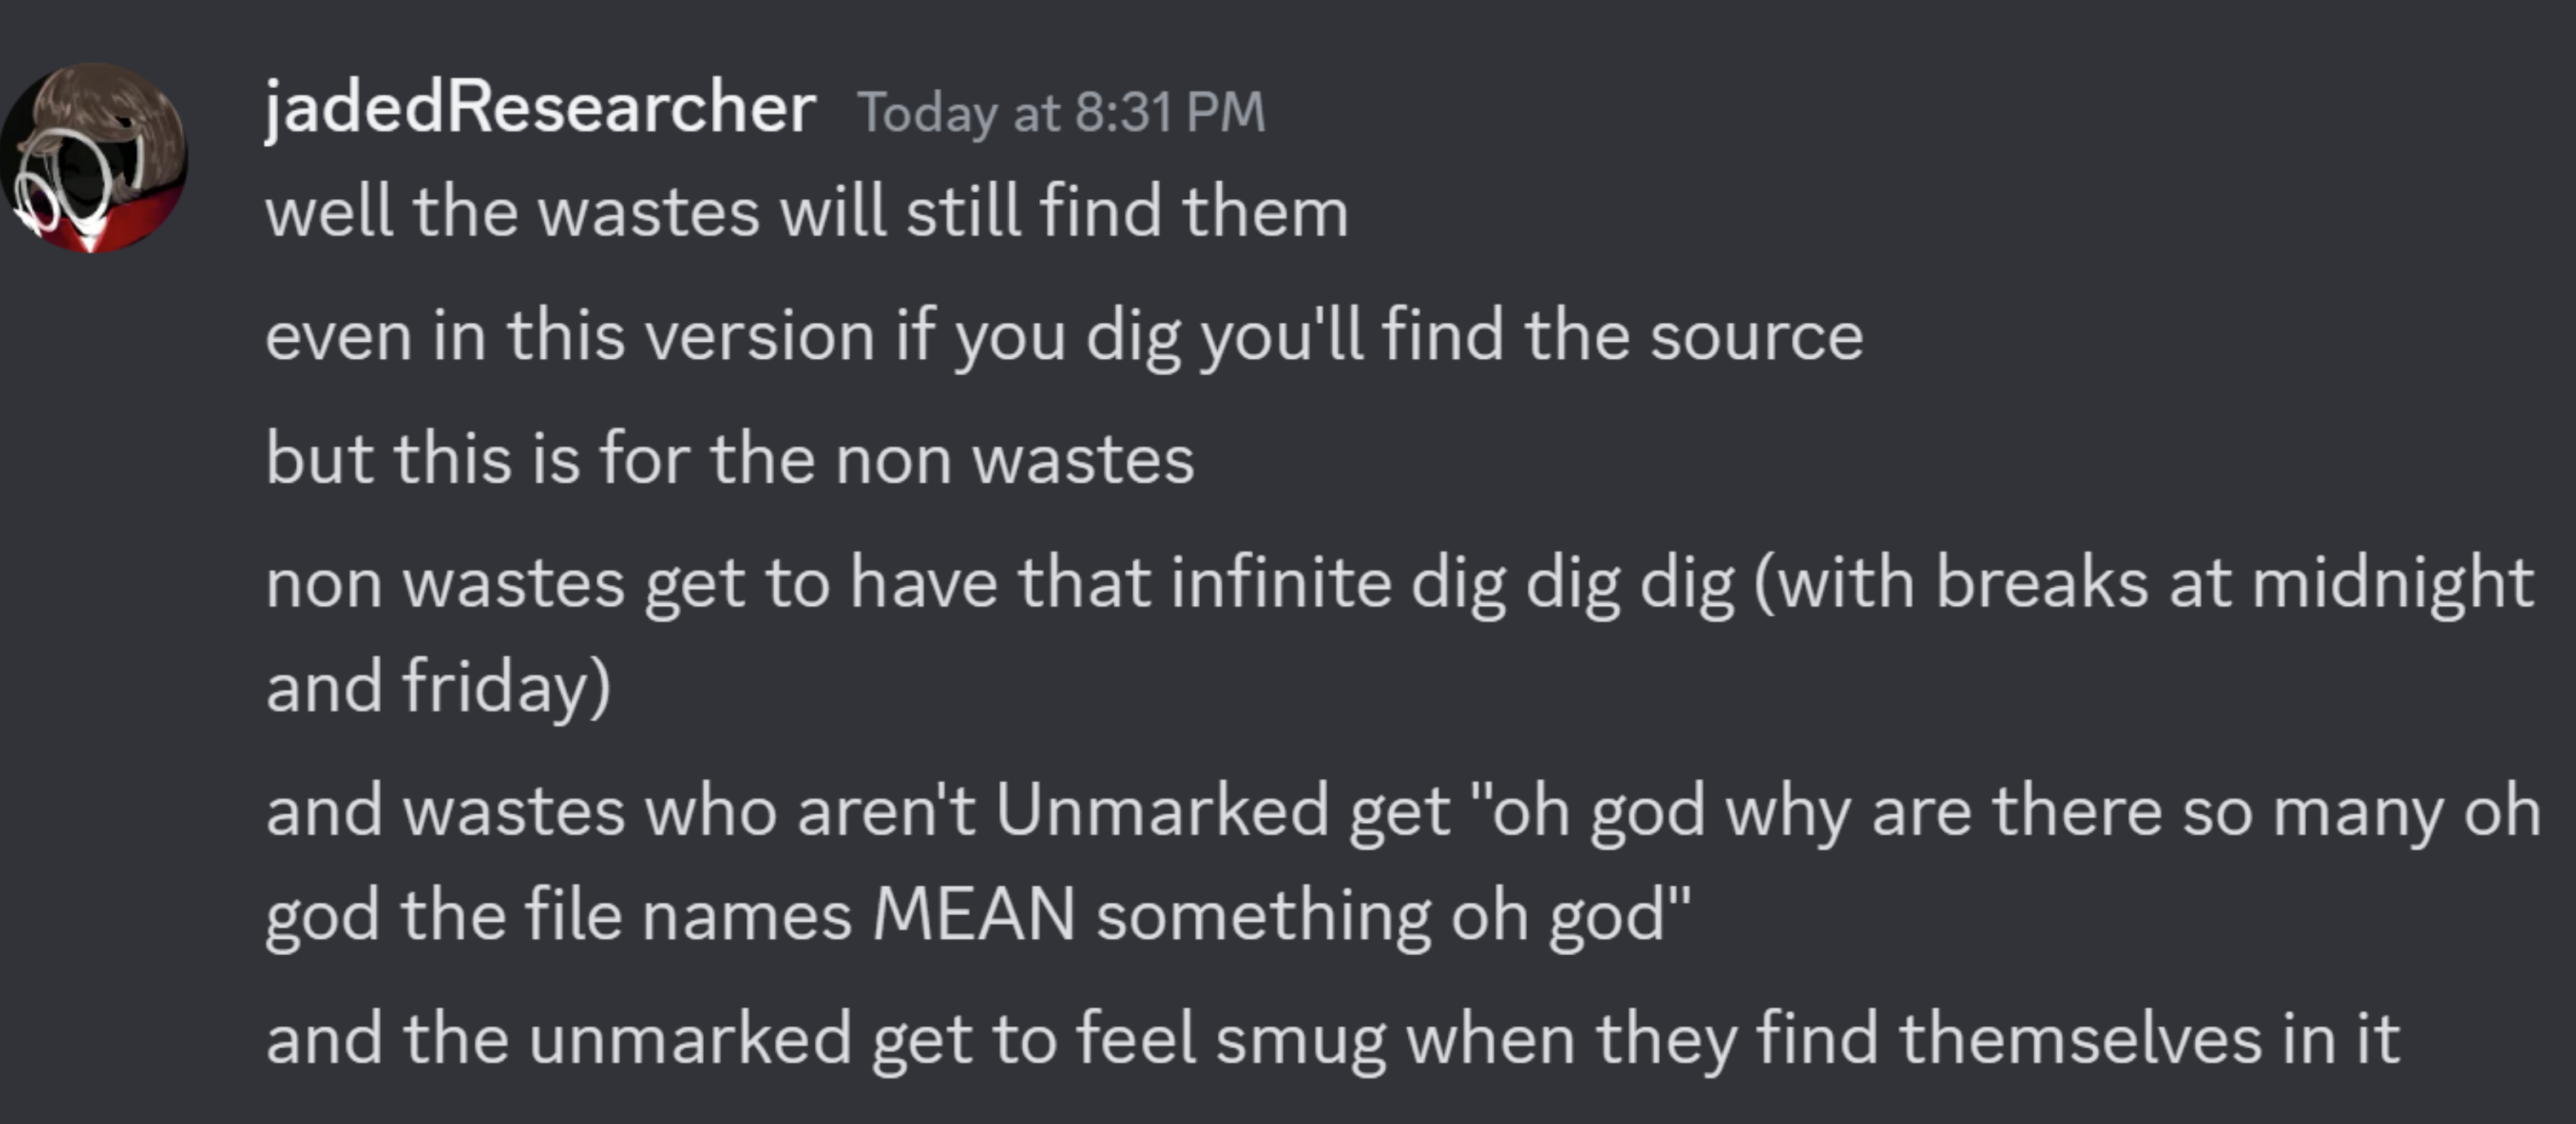 jadedResearcher Today at 8:31 PM
well the wastes will still find them
even in this version if you dig you'll find the source
but this is for the non wastes
non wastes get to have that infinite dig dig dig (with breaks at midnight
and friday)
and wastes who aren't Unmarked get "oh god why are there so many oh
god the file names MEAN something oh god"
and the unmarked get to feel smug when they find themselves in it